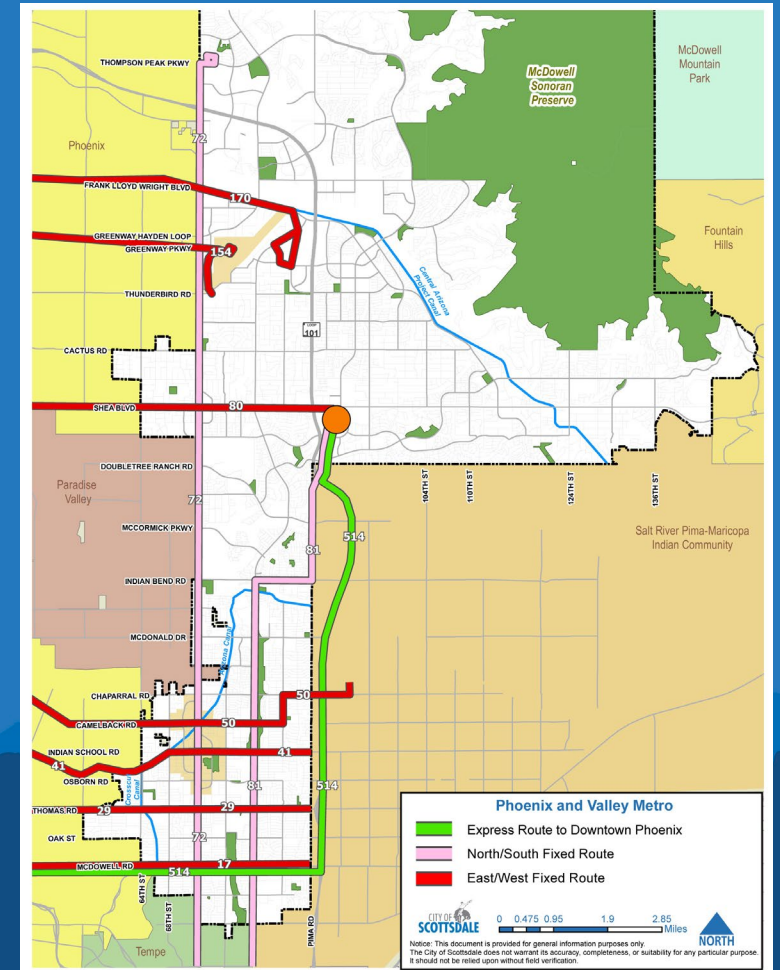 THOMPSON PEAK PKWY
McDowell
Sonoran
Preserve
McDowell
Mountain
Park
72
Phoenix
FRANK LLOYD WRIGHT BLVD
170
Fountain
Hills
GREENWAY HAYDEN LOOP
GREENWAY PKWY
154
Central Arizona
Project Canal
THUNDERBIRD RD
LOOP
101
CACTUS RD
SHEA BLVD
80
DOUBLETREE RANCH RD
104TH ST
110TH ST
124TH ST
136TH ST
Paradise
Valley
72
MCCORMICK PKWY
514
Salt River Pima-Maricopa
Indian Community
81
INDIAN BEND RD
MCDONALD DR
Arizona Canal
CHAPARRAL RD
50
CAMELBACK RD
50
INDIAN SCHOOL RD
41
41
OSBORN RD
Crosscut
Canal
81
514
THOMAS RD
29
29
OAK ST
72
MCDOWELL RD
17
514
64TH ST
68TH ST
PIMA RD
Tempe
Phoenix and Valley Metro
Express Route to Downtown Phoenix
North/South Fixed Route
East/West Fixed Route
CITY OF
SCOTTSDALE
0 0.475 0.95 1.9 2.85
Miles
NORTH
Notice: This document is provided for general information purposes only.
The City of Scottsdale does not warrant its accuracy, completeness, or suitability for any particular purpose.
It should not be relied upon without field verification.